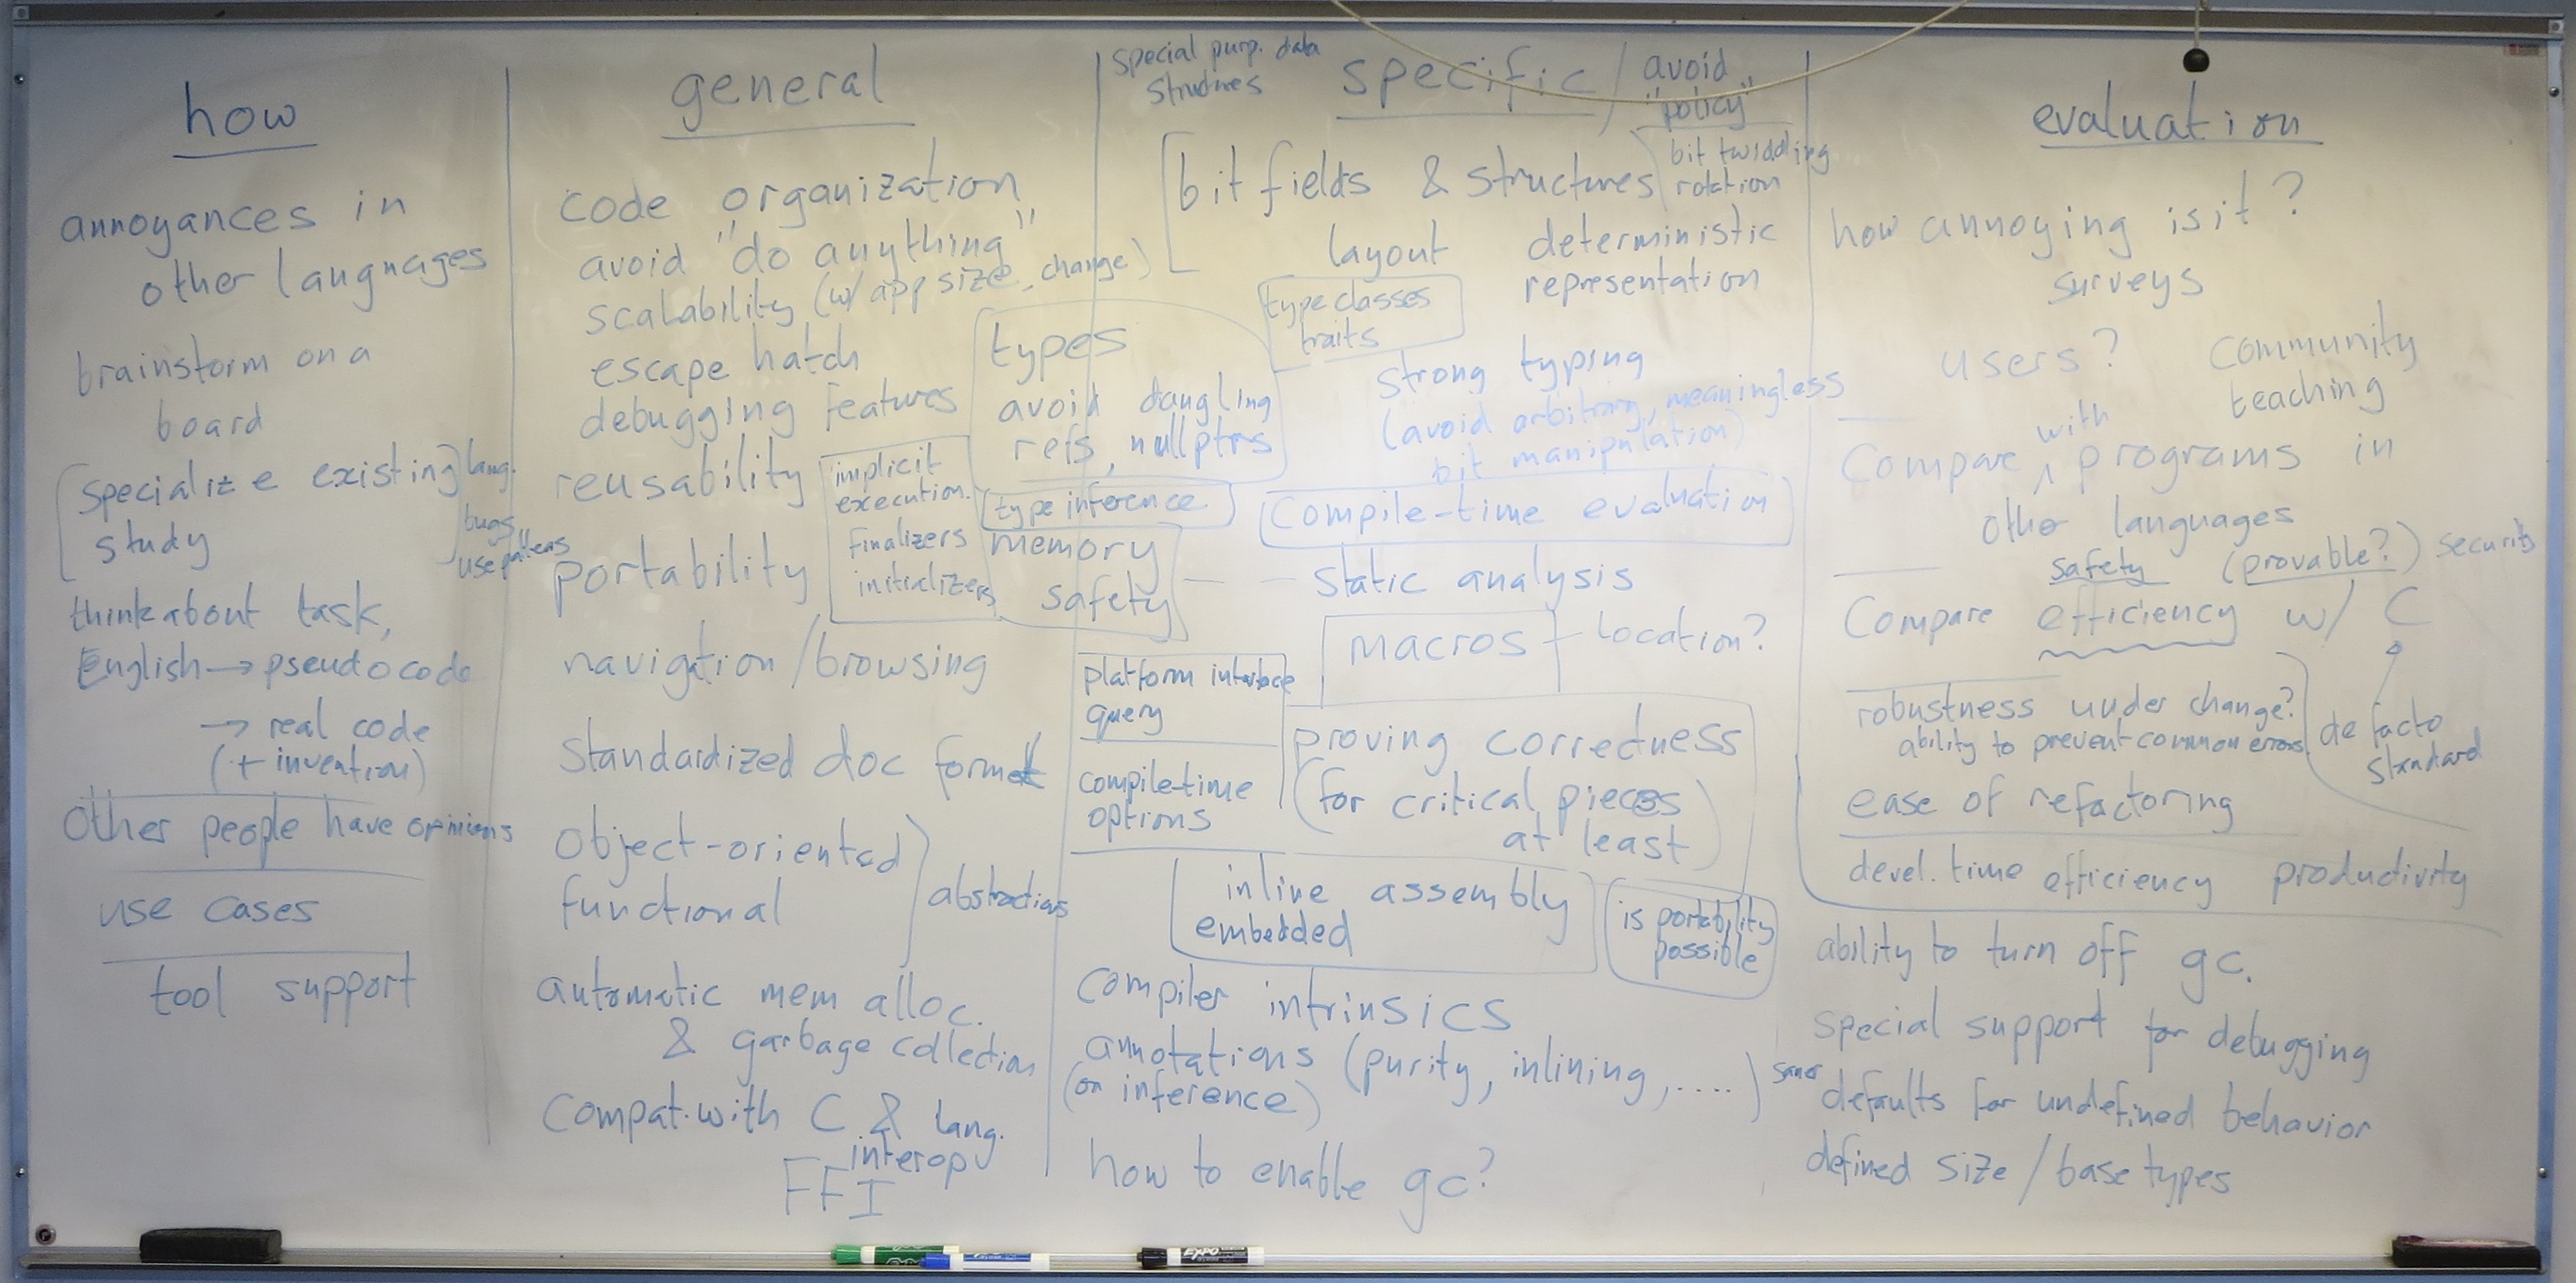 how
annoyances in
other languages
brainstorm on a
board
specialize existing lang.
study
bugs
use patterns
think about task,
English → pseudocode
→ real code
(+ invention)
Other people have opinions
use cases
tool support
general
code organization
avoid "do anything"
scalability (w/ app size, change)
escape hatch
debugging features
reusability
portability
implicit
execution.
finalizers
initializers
types
avoid dangling
refs, nullptrs
type inference
memory
safety
navigation/browsing
standardized doc format
object-oriented
functional
abstractions
automatic mem alloc.
& garbage collection
compat. with C & lang.
interop
FFI
special purp. data
structures
specific / avoid
"policy"
bit fields & structures
bit twiddling
rotation
layout
deterministic
representation
type classes
traits
strong typing
(avoid arbitrary, meaningless
bit manipulation)
compile-time evaluation
static analysis
macros location?
platform interface
query
compile-time
options
proving correctness
(for critical pieces
at least)
inline assembly
embedded
is portability
possible
compiler intrinsics
annotations (purity, inlining, ....)
(or inference)
how to enable gc?
evaluation
how annoying is it?
surveys
users?
community
teaching
with
Compare ∧ programs in
other languages
safety (provable?) security
Compare efficiency w/ C
robustness under change?
ability to prevent common errors
de facto
standard
ease of refactoring
devel. time efficiency productivity
ability to turn off gc.
special support for debugging
saner
defaults for undefined behavior
defined size / base types
EXPO